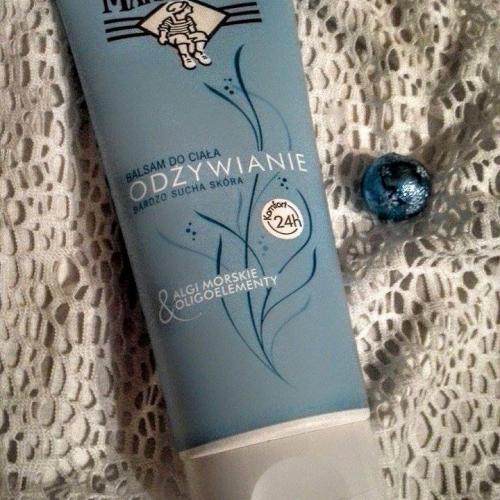 BALSAM DO CIAŁA
ODŻYWIANIE
BARDZO SUCHA SKÓRA
Komfort
24h
& ALGI MORSKIE
OLIGOELEMENTY